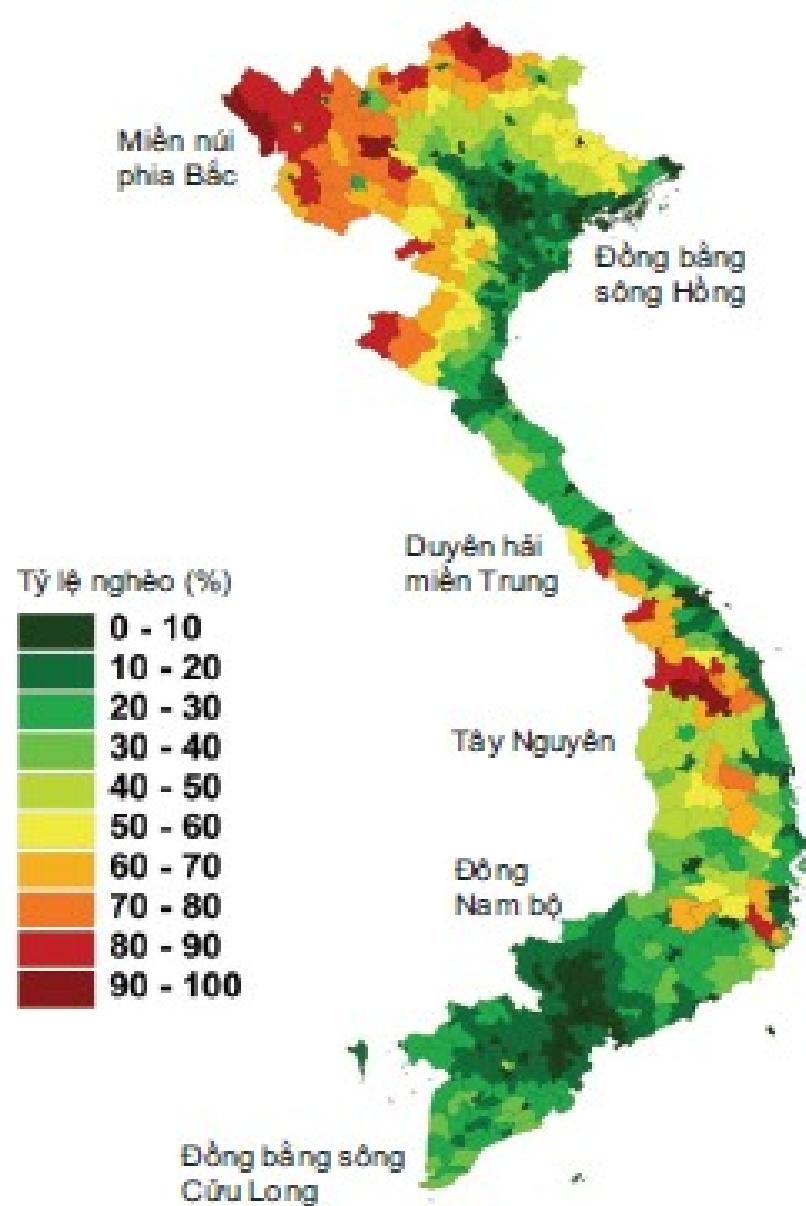 Miền núi
phía Bắc
Đồng bằng
sông Hồng
Duyên hải
miền Trung
Tỷ lệ nghèo (%)
0 - 10
10 - 20
20 - 30
30 - 40
40 - 50
50 - 60
60 - 70
70 - 80
80 - 90
90 - 100
Tây Nguyên
Đông
Nam bộ
Đồng bằng sông
Cửu Long